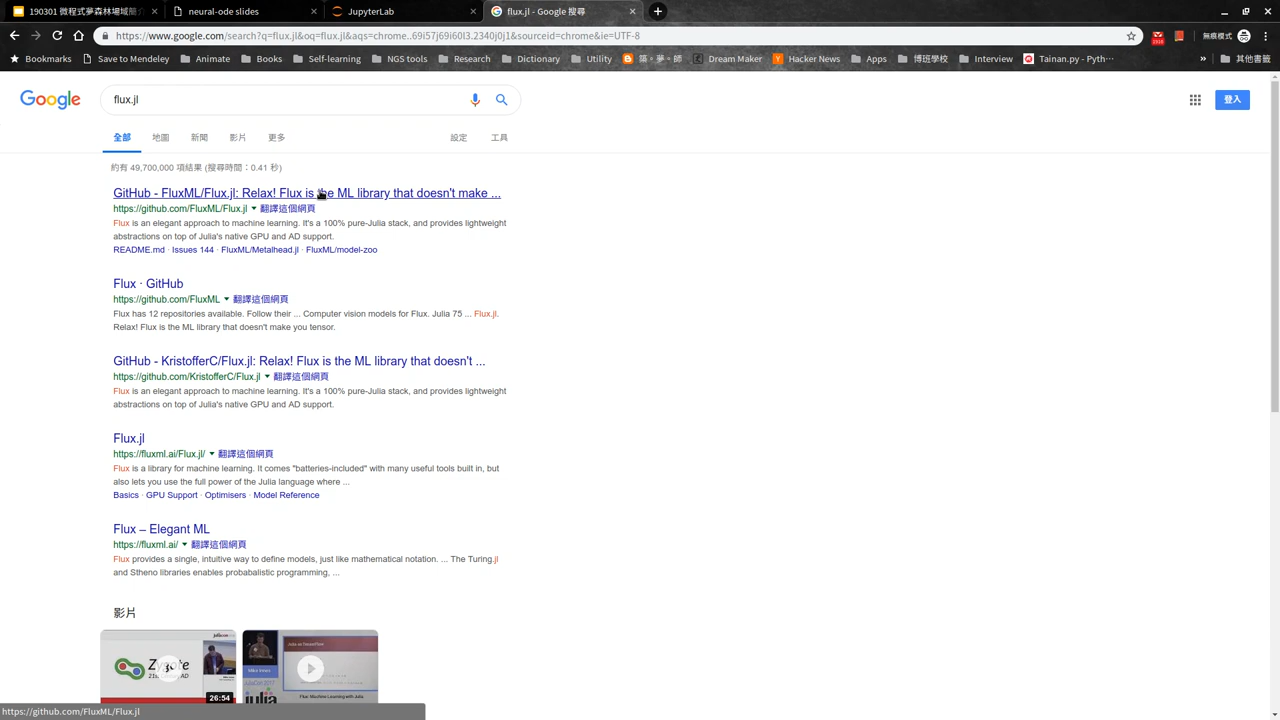 190301 微程式夢森林場域簡介
neural-ode slides
JupyterLab
flux.jl - Google 搜尋
https://www.google.com/search?q=flux.jl&oq=flux.jl&aqs=chrome..69i57j69i60l3.2340j0j1&sourceid=chrome&ie=UTF-8
無痕模式
Bookmarks
Save to Mendeley
Animate
Books
Self-learning
NGS tools
Research
Dictionary
Utility
築。夢。師
Dream Maker
Hacker News
Apps
博班學校
Interview
Tainan.py - Pyth…
»
其他書籤
Google
flux.jl
登入
全部
地圖
新聞
影片
更多
設定
工具
約有 49,700,000 項結果 (搜尋時間：0.41 秒)
GitHub - FluxML/Flux.jl: Relax! Flux is the ML library that doesn't make ...
https://github.com/FluxML/Flux.jl 翻譯這個網頁
Flux is an elegant approach to machine learning. It's a 100% pure-Julia stack, and provides lightweight
abstractions on top of Julia's native GPU and AD support.
README.md · Issues 144 · FluxML/Metalhead.jl · FluxML/model-zoo
Flux · GitHub
https://github.com/FluxML 翻譯這個網頁
Flux has 12 repositories available. Follow their ... Computer vision models for Flux. Julia 75 ... Flux.jl.
Relax! Flux is the ML library that doesn't make you tensor.
GitHub - KristofferC/Flux.jl: Relax! Flux is the ML library that doesn't ...
https://github.com/KristofferC/Flux.jl 翻譯這個網頁
Flux is an elegant approach to machine learning. It's a 100% pure-Julia stack, and provides lightweight
abstractions on top of Julia's native GPU and AD support.
Flux.jl
https://fluxml.ai/Flux.jl/ 翻譯這個網頁
Flux is a library for machine learning. It comes "batteries-included" with many useful tools built in, but
also lets you use the full power of the Julia language where ...
Basics · GPU Support · Optimisers · Model Reference
Flux – Elegant ML
https://fluxml.ai/ 翻譯這個網頁
Flux provides a single, intuitive way to define models, just like mathematical notation. ... The Turing.jl
and Stheno libraries enables probabalistic programming, ...
影片
26:54
Mike Innes
julia
https://github.com/FluxML/Flux.jl